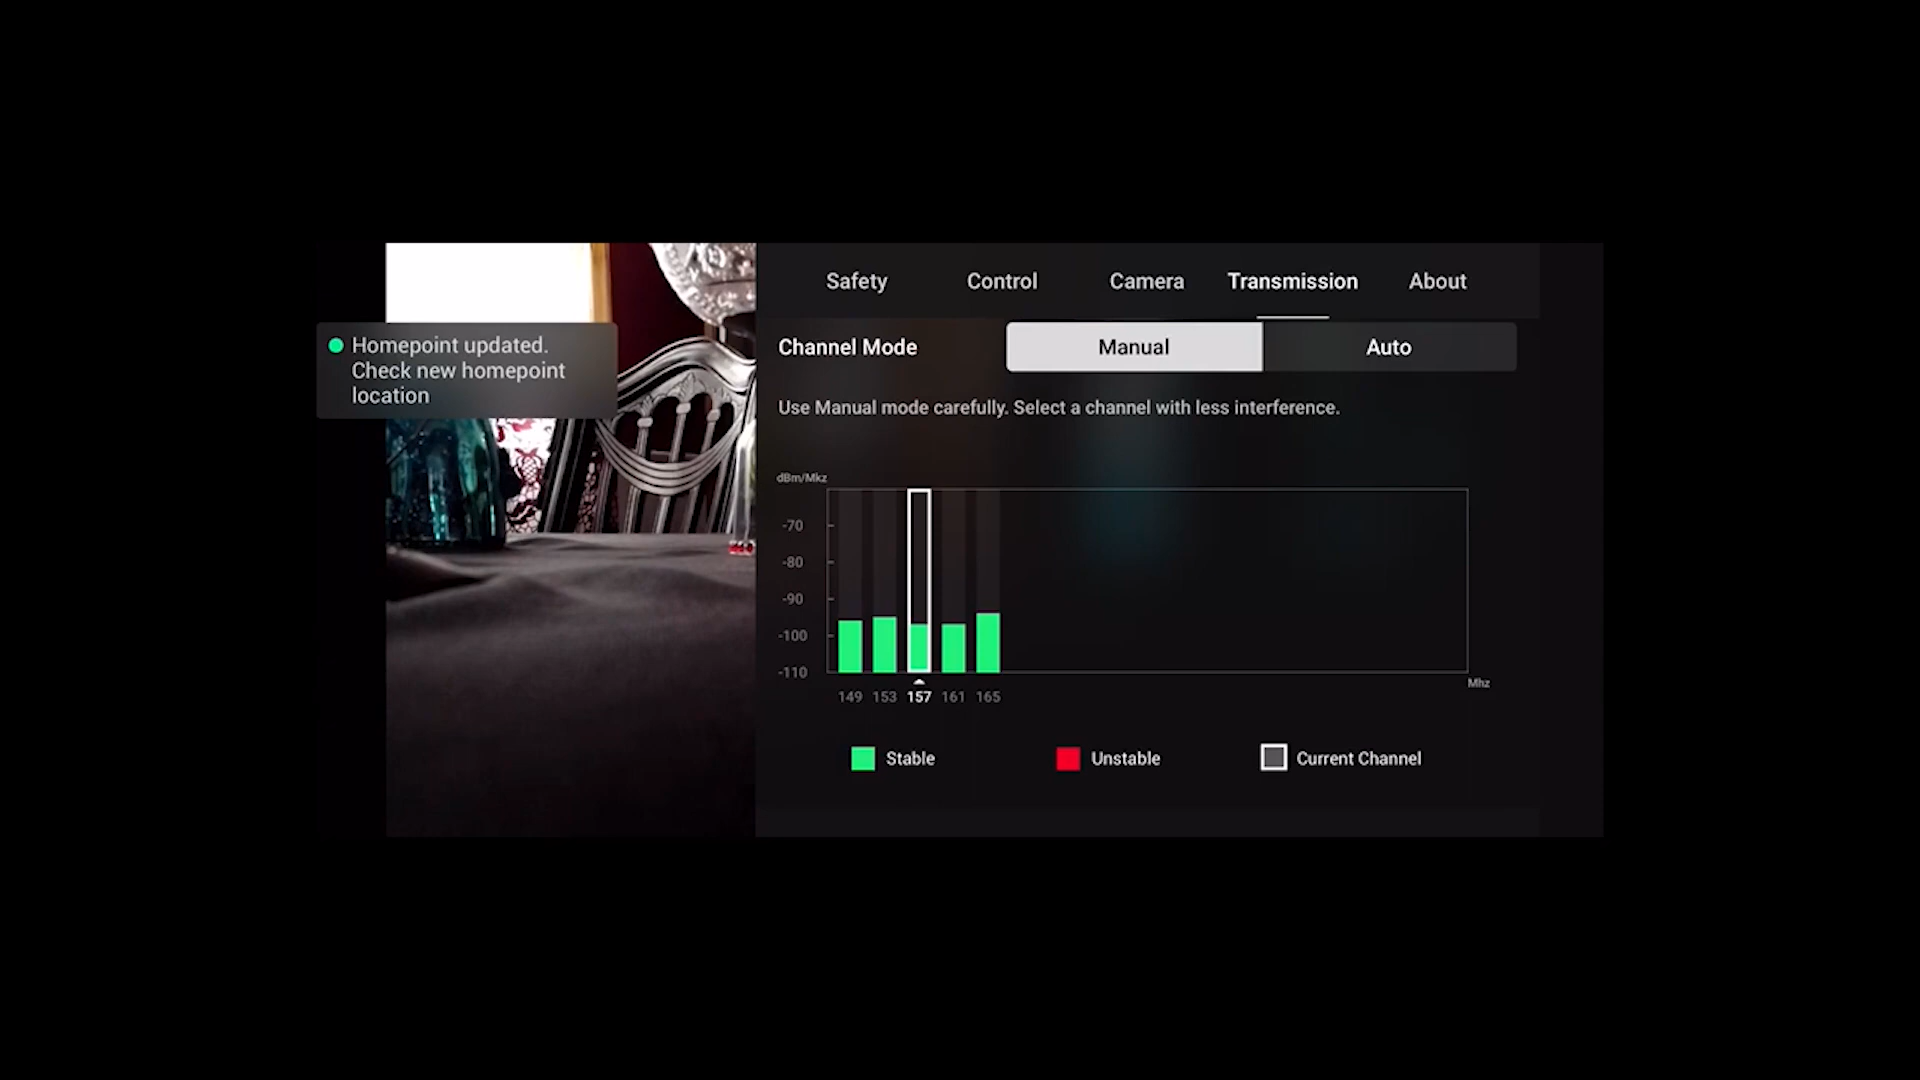 Safety Control Camera Transmission About
Homepoint updated.
Check new homepoint
location
Channel Mode Manual Auto
Use Manual mode carefully. Select a channel with less interference.
dBm/Mkz
-70
-80
-90
-100
-110
Mhz
149 153 157 161 165
Stable Unstable Current Channel